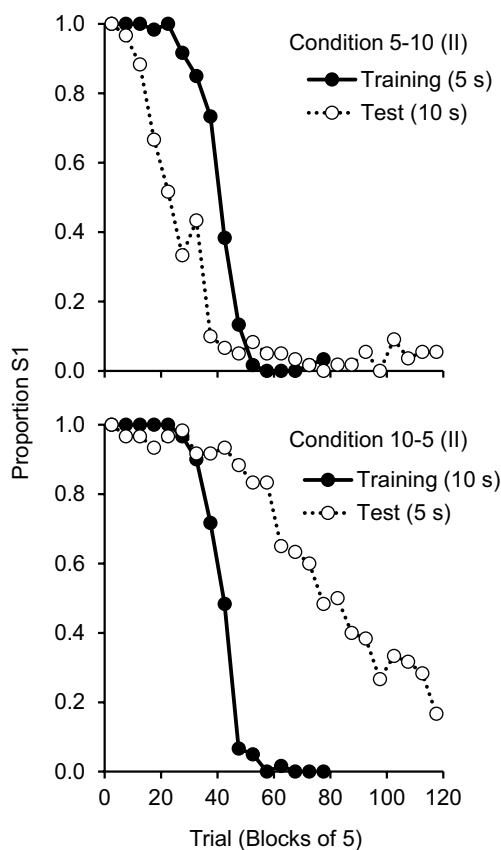 Condition 5-10 (II)
Training (5 s)
Test (10 s)
1.0
0.8
0.6
0.4
0.2
0.0
Proportion S1
Condition 10-5 (II)
Training (10 s)
Test (5 s)
1.0
0.8
0.6
0.4
0.2
0.0
0 20 40 60 80 100 120
Trial (Blocks of 5)